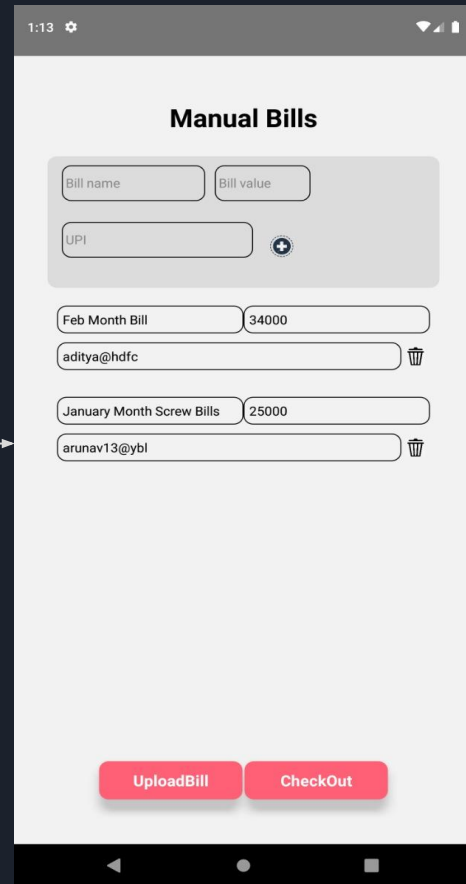 1:13
Manual Bills
Bill name Bill value
UPI
Feb Month Bill 34000
aditya@hdfc
January Month Screw Bills 25000
arunav13@ybl
UploadBill CheckOut